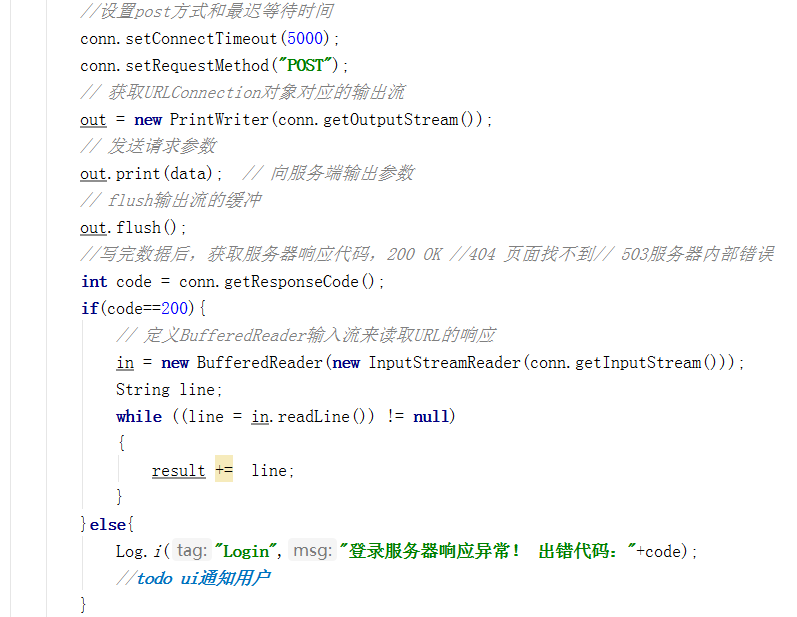 //设置post方式和最迟等待时间
conn.setConnectTimeout(5000);
conn.setRequestMethod("POST");
// 获取URLConnection对象对应的输出流
out = new PrintWriter(conn.getOutputStream());
// 发送请求参数
out.print(data);  // 向服务端输出参数
// flush输出流的缓冲
out.flush();
//写完数据后，获取服务器响应代码，200 OK //404 页面找不到// 503服务器内部错误
int code = conn.getResponseCode();
if(code==200){
    // 定义BufferedReader输入流来读取URL的响应
    in = new BufferedReader(new InputStreamReader(conn.getInputStream()));
    String line;
    while ((line = in.readLine()) != null)
    {
        result +=  line;
    }
}else{
    Log.i( tag: "Login", msg: "登录服务器响应异常！ 出错代码："+code);
    //todo ui通知用户
}